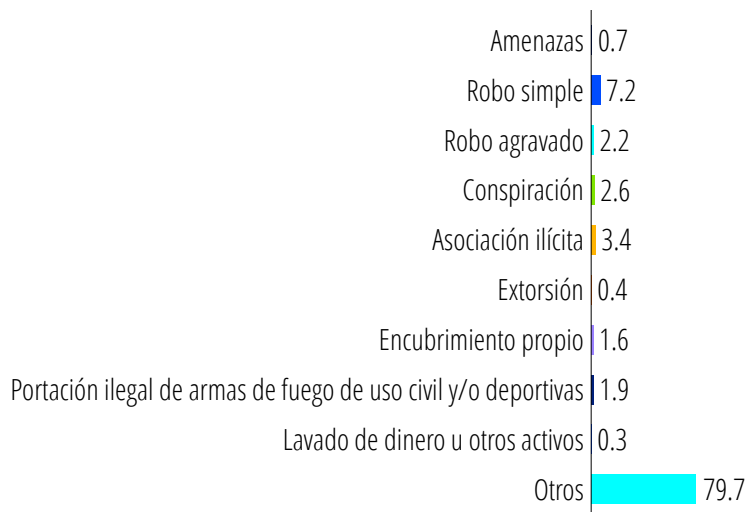 Amenazas 0.7
Robo simple 7.2
Robo agravado 2.2
Conspiración 2.6
Asociación ilícita 3.4
Extorsión 0.4
Encubrimiento propio 1.6
Portación ilegal de armas de fuego de uso civil y/o deportivas 1.9
Lavado de dinero u otros activos 0.3
Otros 79.7